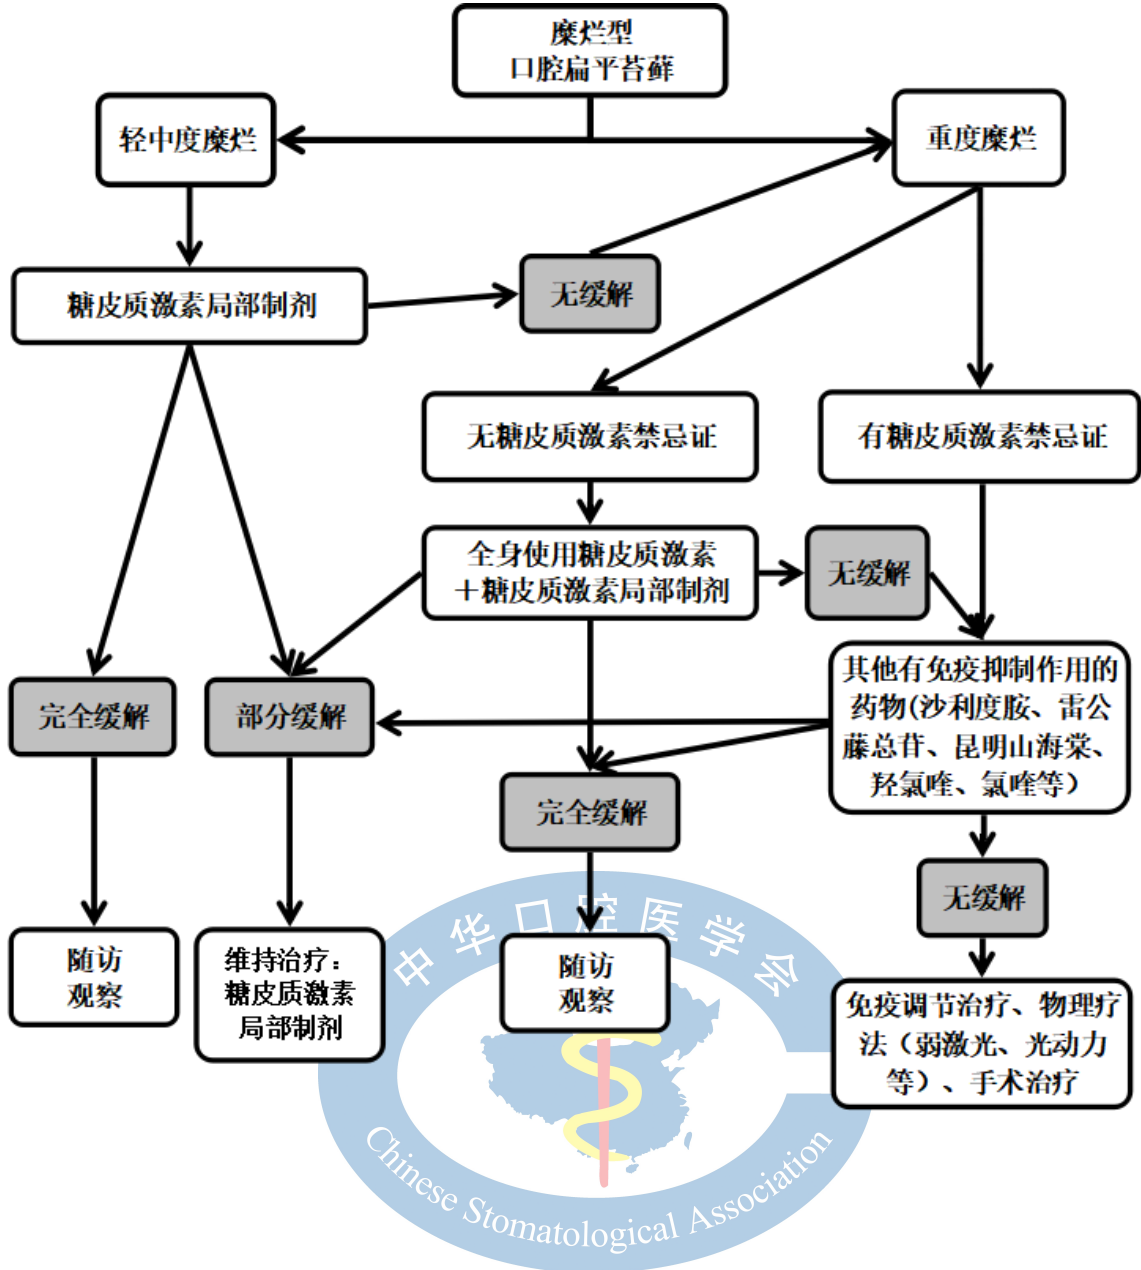 糜烂型
口腔扁平苔藓
轻中度糜烂
重度糜烂
糖皮质激素局部制剂
无缓解
无糖皮质激素禁忌证
有糖皮质激素禁忌证
全身使用糖皮质激素
＋糖皮质激素局部制剂
无缓解
其他有免疫抑制作用的
药物(沙利度胺、雷公
藤总苷、昆明山海棠、
羟氯喹、氯喹等）
完全缓解
部分缓解
完全缓解
无缓解
随访
观察
维持治疗：
糖皮质激素
局部制剂
随访
观察
免疫调节治疗、物理疗
法（弱激光、光动力
等）、手术治疗
中华口腔医学会
Chinese Stomatological Association